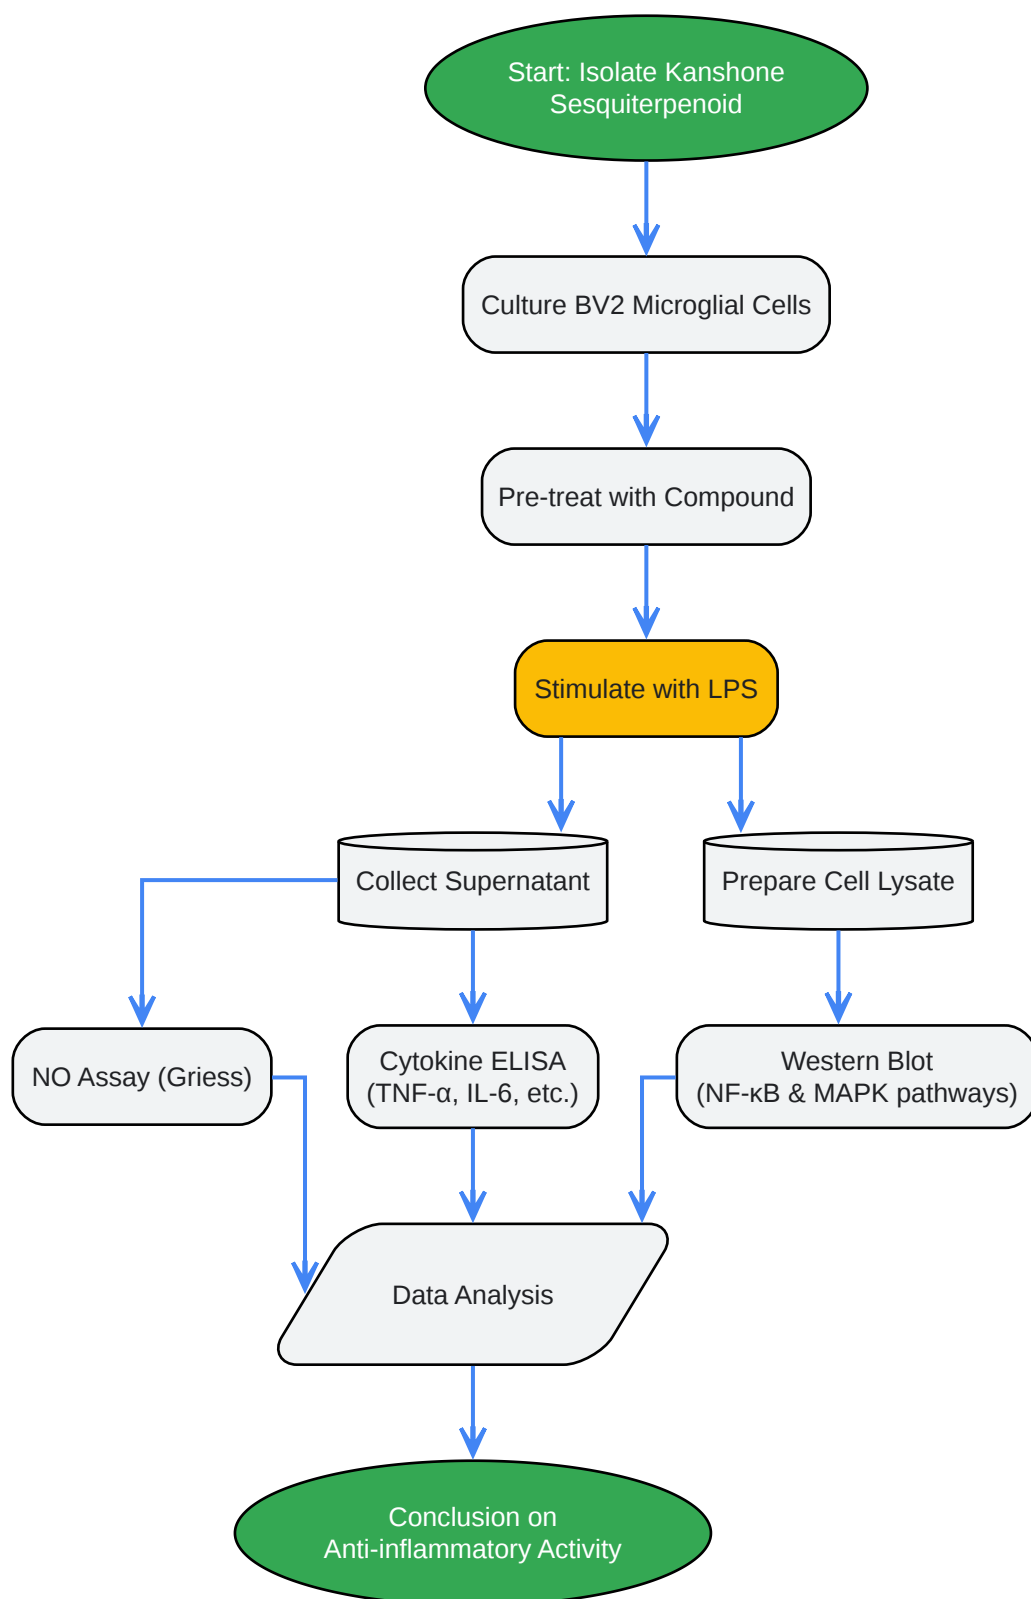 Start: Isolate Kanshone
Sesquiterpenoid
Culture BV2 Microglial Cells
Pre-treat with Compound
Stimulate with LPS
Collect Supernatant
Prepare Cell Lysate
NO Assay (Griess)
Cytokine ELISA
(TNF-α, IL-6, etc.)
Western Blot
(NF-κB & MAPK pathways)
Data Analysis
Conclusion on
Anti-inflammatory Activity